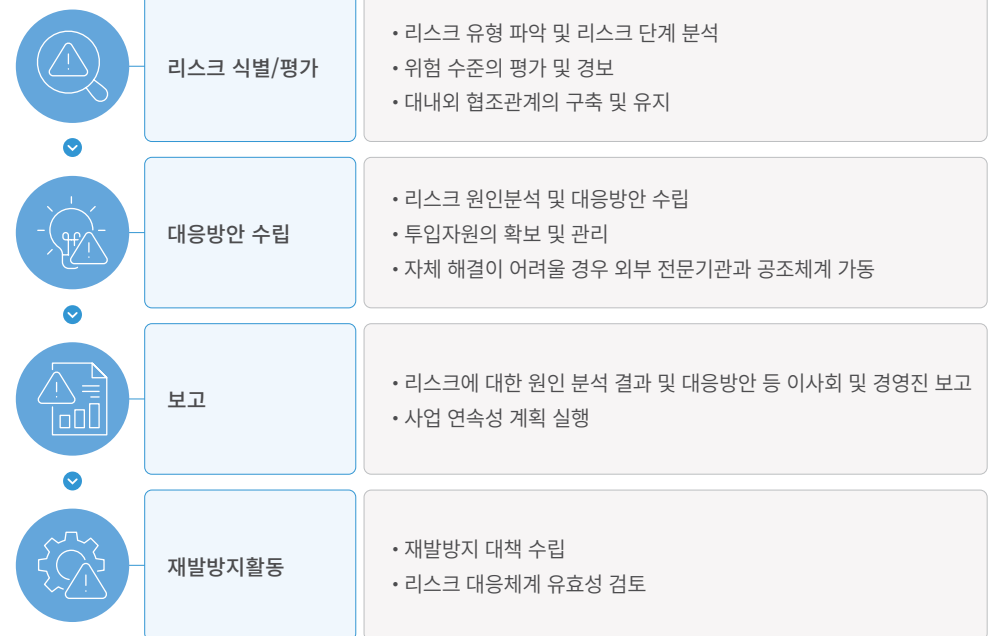 리스크 식별/평가
• 리스크 유형 파악 및 리스크 단계 분석
• 위험 수준의 평가 및 경보
• 대내외 협조관계의 구축 및 유지
대응방안 수립
• 리스크 원인분석 및 대응방안 수립
• 투입자원의 확보 및 관리
• 자체 해결이 어려울 경우 외부 전문기관과 공조체계 가동
보고
• 리스크에 대한 원인 분석 결과 및 대응방안 등 이사회 및 경영진 보고
• 사업 연속성 계획 실행
재발방지활동
• 재발방지 대책 수립
• 리스크 대응체계 유효성 검토